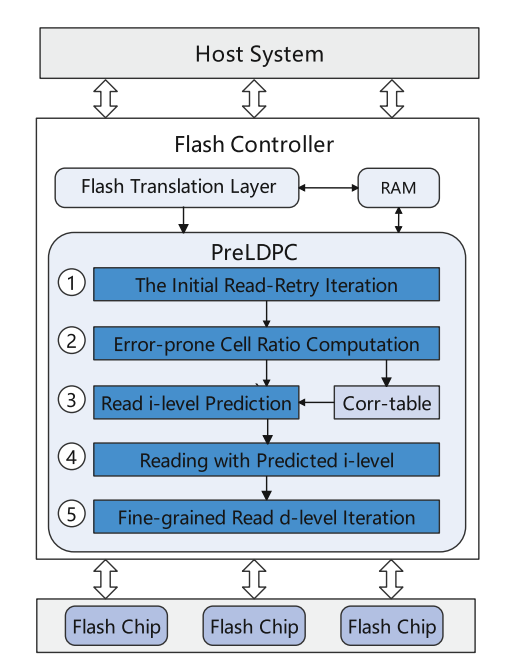 Host System
Flash Controller
Flash Translation Layer
RAM
PreLDPC
1 The Initial Read-Retry Iteration
2 Error-prone Cell Ratio Computation
3 Read i-level Prediction Corr-table
4 Reading with Predicted i-level
5 Fine-grained Read d-level Iteration
Flash Chip Flash Chip Flash Chip